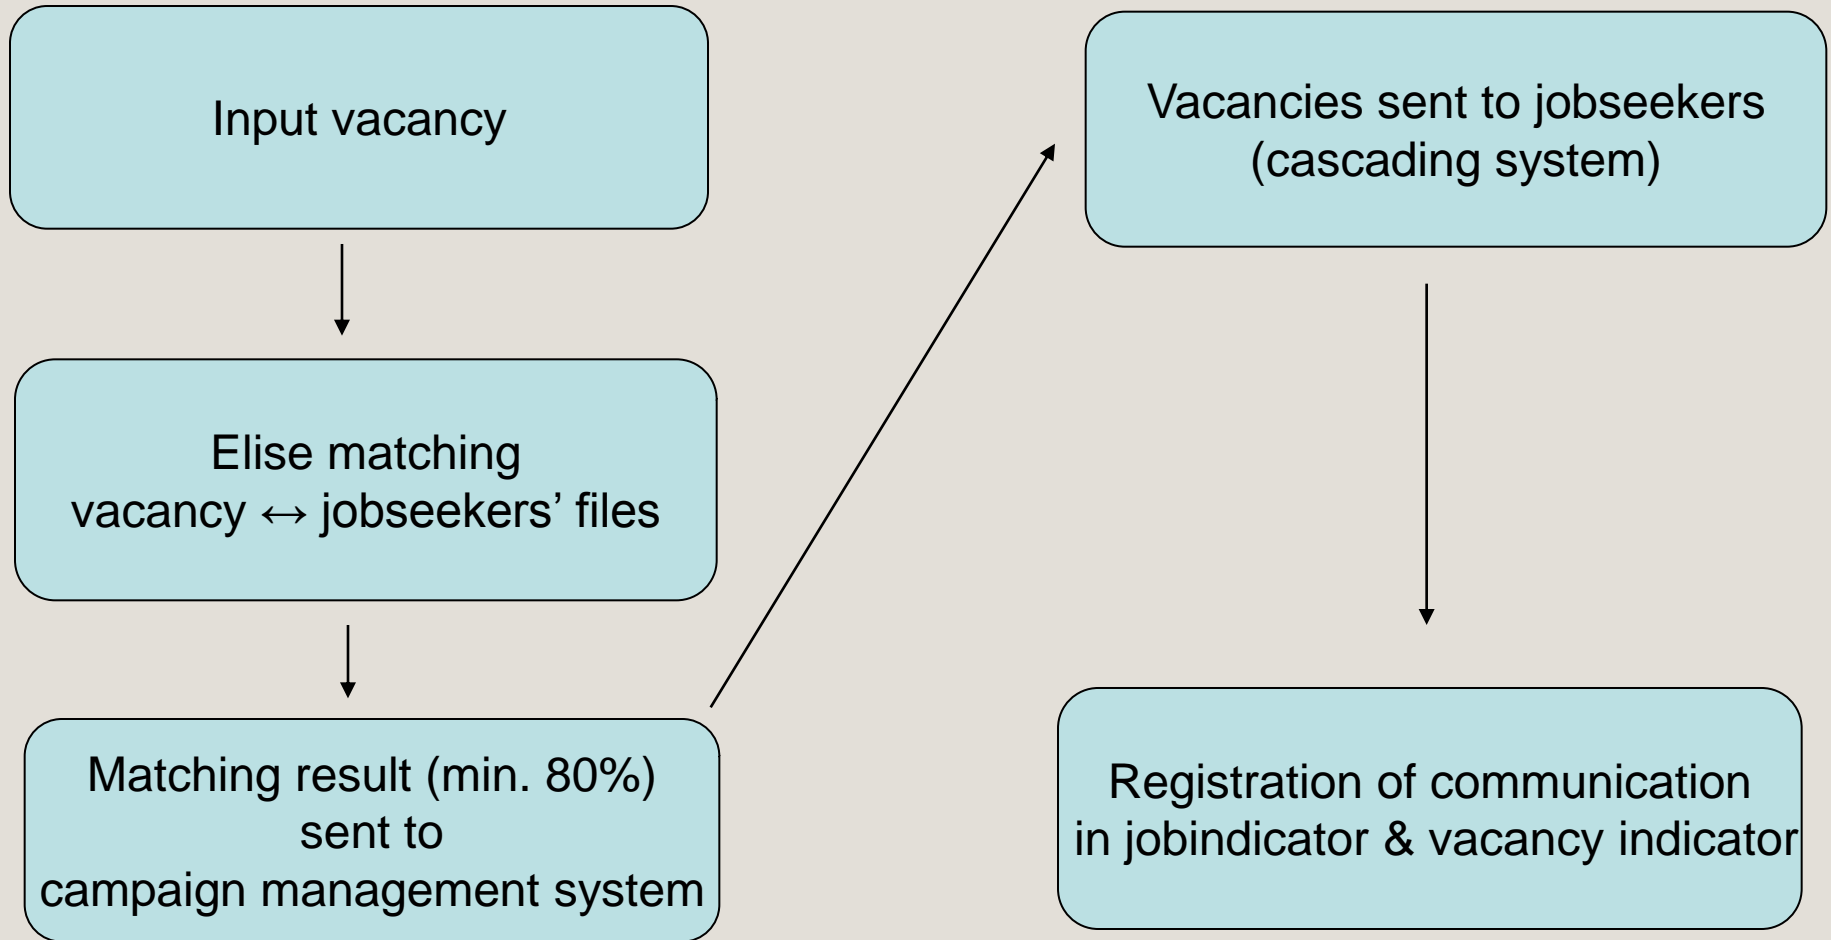 Input vacancy
Elise matching
vacancy ↔ jobseekers’ files
Matching result (min. 80%)
sent to
campaign management system
Vacancies sent to jobseekers
(cascading system)
Registration of communication
in jobindicator & vacancy indicator